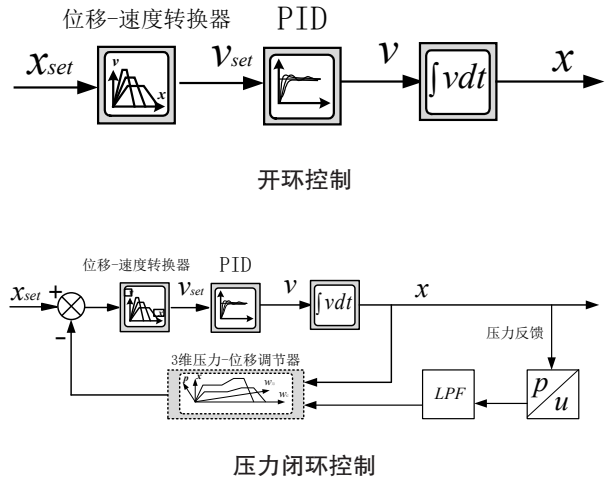 位移-速度转换器 PID
xset v x vset v ∫vdt x
开环控制
位移-速度转换器 PID
xset + vset v ∫vdt x
−
压力反馈
3维压力-位移调节器
p x
LPF p/u
压力闭环控制